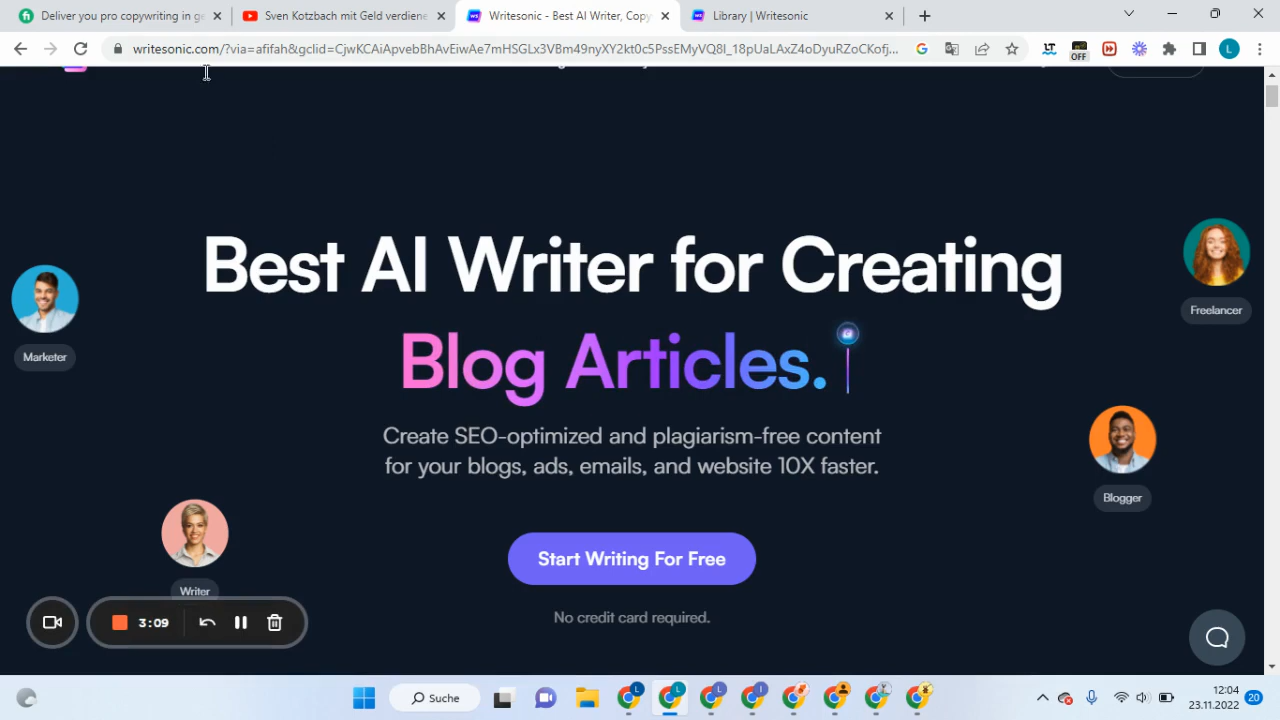 Deliver you pro copywriting in ge
Sven Kotzbach mit Geld verdiene
Writesonic - Best AI Writer, Copy
Library | Writesonic
writesonic.com/?via=afifah&gclid=CjwKCAiApvebBhAvEiwAe7mHSGLx3VBm49nyXY2kt0c5PssEMyVQ8I_18pUaLAxZ4oDyuRZoCKofj...
OFF
L
Best AI Writer for Creating
Blog Articles.
Create SEO-optimized and plagiarism-free content
for your blogs, ads, emails, and website 10X faster.
Start Writing For Free
No credit card required.
Marketer
Freelancer
Blogger
Writer
3:09
Suche
12:04
23.11.2022
20